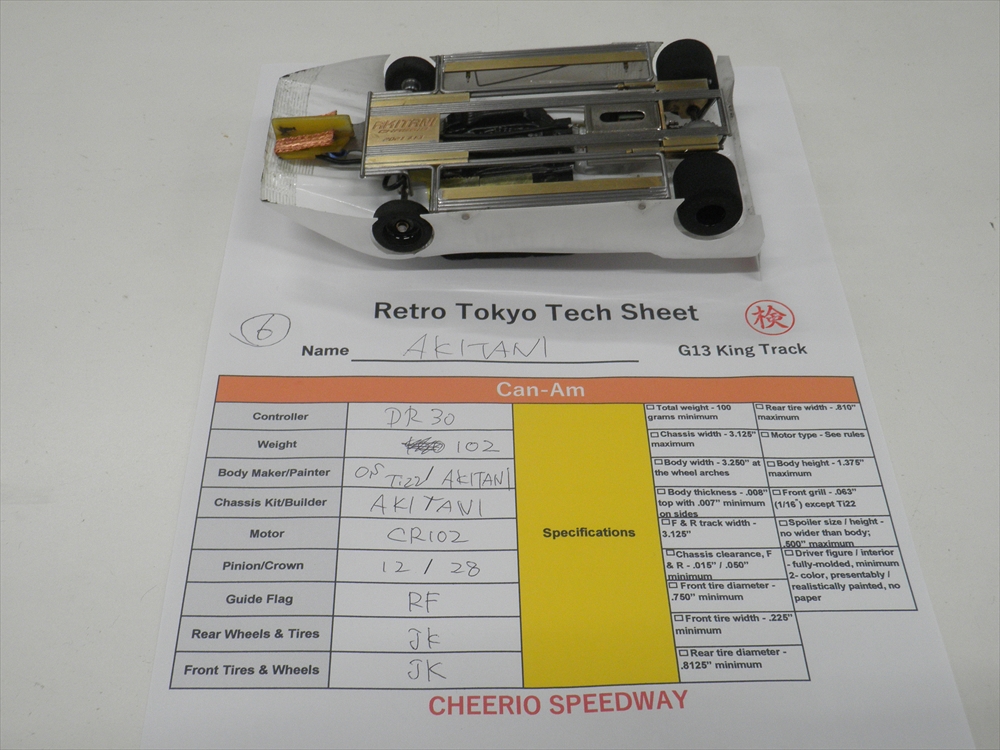 AKITANI
Retro Tokyo Tech Sheet
検
6
Name AKITANI
G13 King Track
Can-Am
Controller
DR30
Weight
102
Body Maker/Painter
OS Ti22/ AKITANI
Chassis Kit/Builder
AKITANI
Motor
CR102
Pinion/Crown
12 / 28
Guide Flag
RF
Rear Wheels & Tires
JK
Front Tires & Wheels
JK
Specifications
Total weight - 100
grams minimum
Chassis width - 3.125"
maximum
Body width - 3.250" at
the wheel arches
Body thickness - .008"
top with .007" minimum
on sides
F & R track width -
3.125"
Chassis clearance, F
& R - .015" / .050"
minimum
Front tire diameter -
.750" minimum
Front tire width - .225"
minimum
Rear tire diameter -
.8125" minimum
Rear tire width - .810"
maximum
Motor type - See rules
Body height - 1.375"
maximum
Front grill - .063"
(1/16") except Ti22
Spoiler size / height -
no wider than body;
.500" maximum
Driver figure / interior
- fully-molded, minimum
2- color, presentably /
realistically painted, no
paper
CHEERIO SPEEDWAY